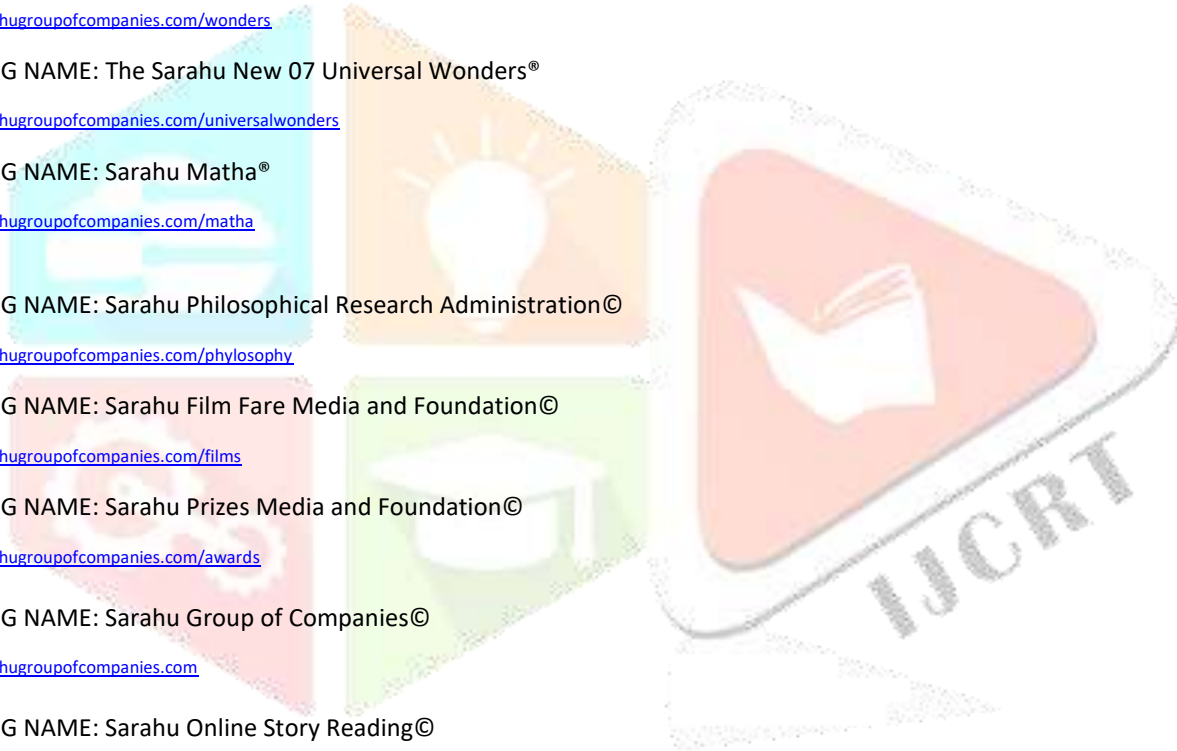 hugroupofcompanies.com/wonders
G NAME: The Sarahu New 07 Universal Wonders®
hugroupofcompanies.com/universalwonders
G NAME: Sarahu Matha®
hugroupofcompanies.com/matha
G NAME: Sarahu Philosophical Research Administration©
hugroupofcompanies.com/phylosophy
G NAME: Sarahu Film Fare Media and Foundation©
hugroupofcompanies.com/films
G NAME: Sarahu Prizes Media and Foundation©
hugroupofcompanies.com/awards
G NAME: Sarahu Group of Companies©
hugroupofcompanies.com
G NAME: Sarahu Online Story Reading©
IJCRT